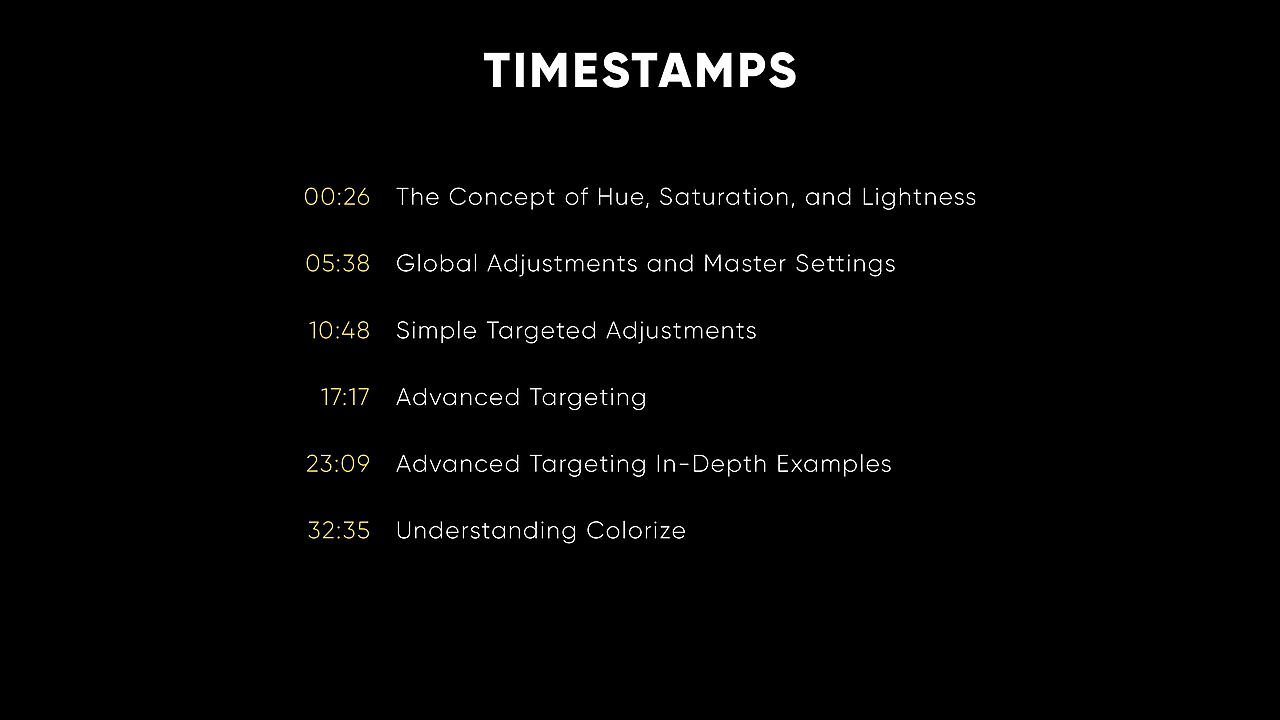 TIMESTAMPS
00:26 The Concept of Hue, Saturation, and Lightness
05:38 Global Adjustments and Master Settings
10:48 Simple Targeted Adjustments
17:17 Advanced Targeting
23:09 Advanced Targeting In-Depth Examples
32:35 Understanding Colorize